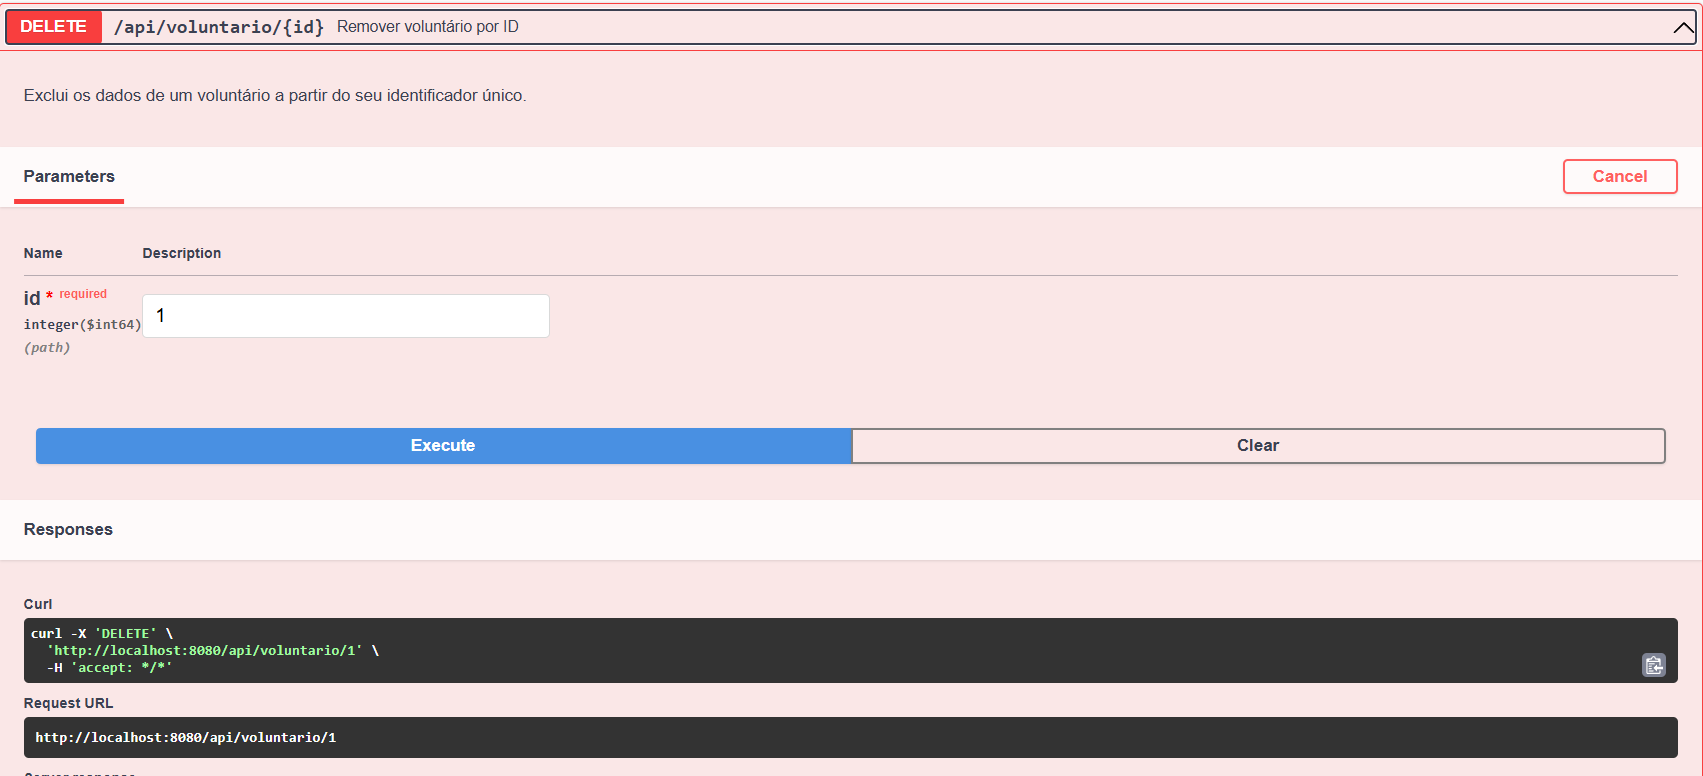 DELETE /api/voluntario/{id} Remover voluntário por ID
Exclui os dados de um voluntário a partir do seu identificador único.
Parameters
Cancel
Name Description
id * required
integer($int64)
(path)
1
Execute
Clear
Responses
Curl
curl -X 'DELETE' \
'http://localhost:8080/api/voluntario/1' \
-H 'accept: */*'
Request URL
http://localhost:8080/api/voluntario/1
Server response